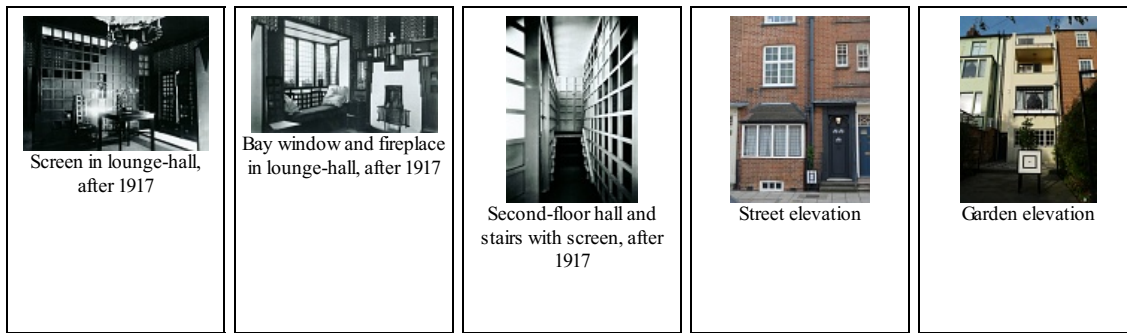 Screen in lounge-hall,
after 1917
Bay window and fireplace
in lounge-hall, after 1917
Second-floor hall and
stairs with screen, after
1917
Street elevation
Garden elevation